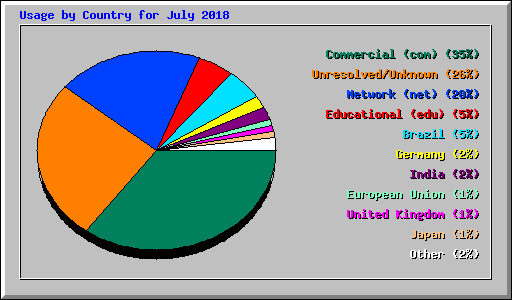 Usage by Country for July 2018
Commercial (com) (35%)
Unresolved/Unknown (26%)
Network (net) (20%)
Educational (edu) (5%)
Brazil (5%)
Germany (2%)
India (2%)
European Union (1%)
United Kingdom (1%)
Japan (1%)
Other (2%)